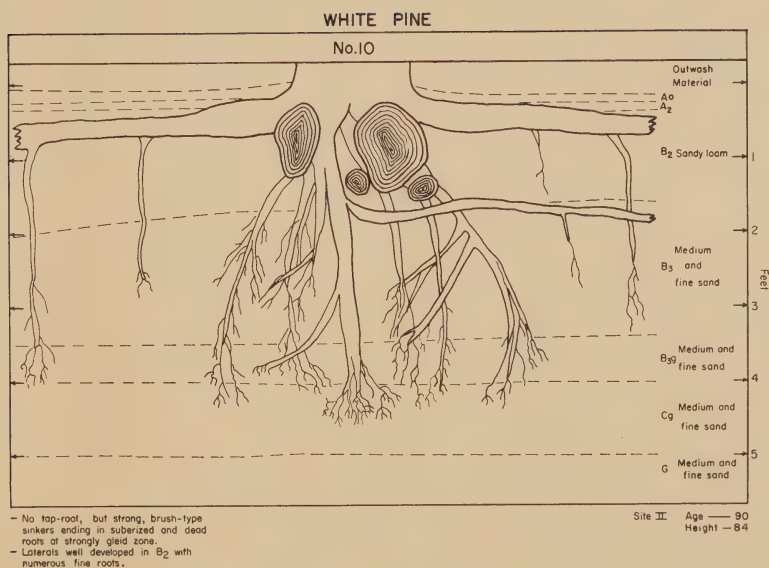 WHITE PINE
No.10
Outwash
Material
A0
A2
B2 Sandy loam
1
2
Medium
B3 and
fine sand
Feet
3
Medium and
B3g fine sand
4
Cg Medium and
fine sand
5
G Medium and
fine sand
- No tap-root, but strong, brush-type
sinkers ending in suberized and dead
roots at strongly gleid zone.
- Laterals well developed in B2 with
numerous fine roots.
Site II Age — 90
Height - 84